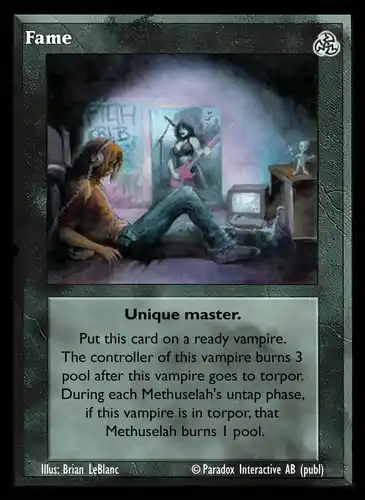 Fame
FILTH
Unique master.
Put this card on a ready vampire.
The controller of this vampire burns 3
pool after this vampire goes to torpor.
During each Methuselah's untap phase,
if this vampire is in torpor, that
Methuselah burns 1 pool.
Illus: Brian LeBlanc
© Paradox Interactive AB (publ)